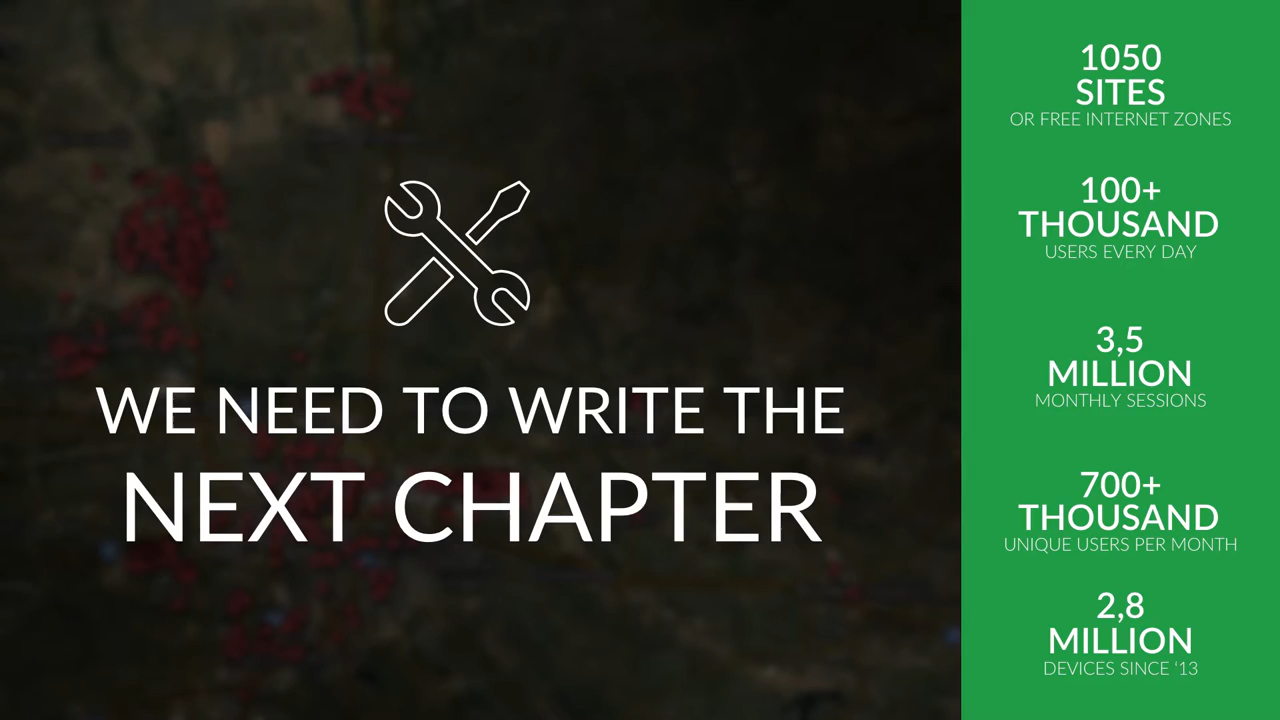 WE NEED TO WRITE THE
NEXT CHAPTER
1050
SITES
OR FREE INTERNET ZONES
100+
THOUSAND
USERS EVERY DAY
3,5
MILLION
MONTHLY SESSIONS
700+
THOUSAND
UNIQUE USERS PER MONTH
2,8
MILLION
DEVICES SINCE '13